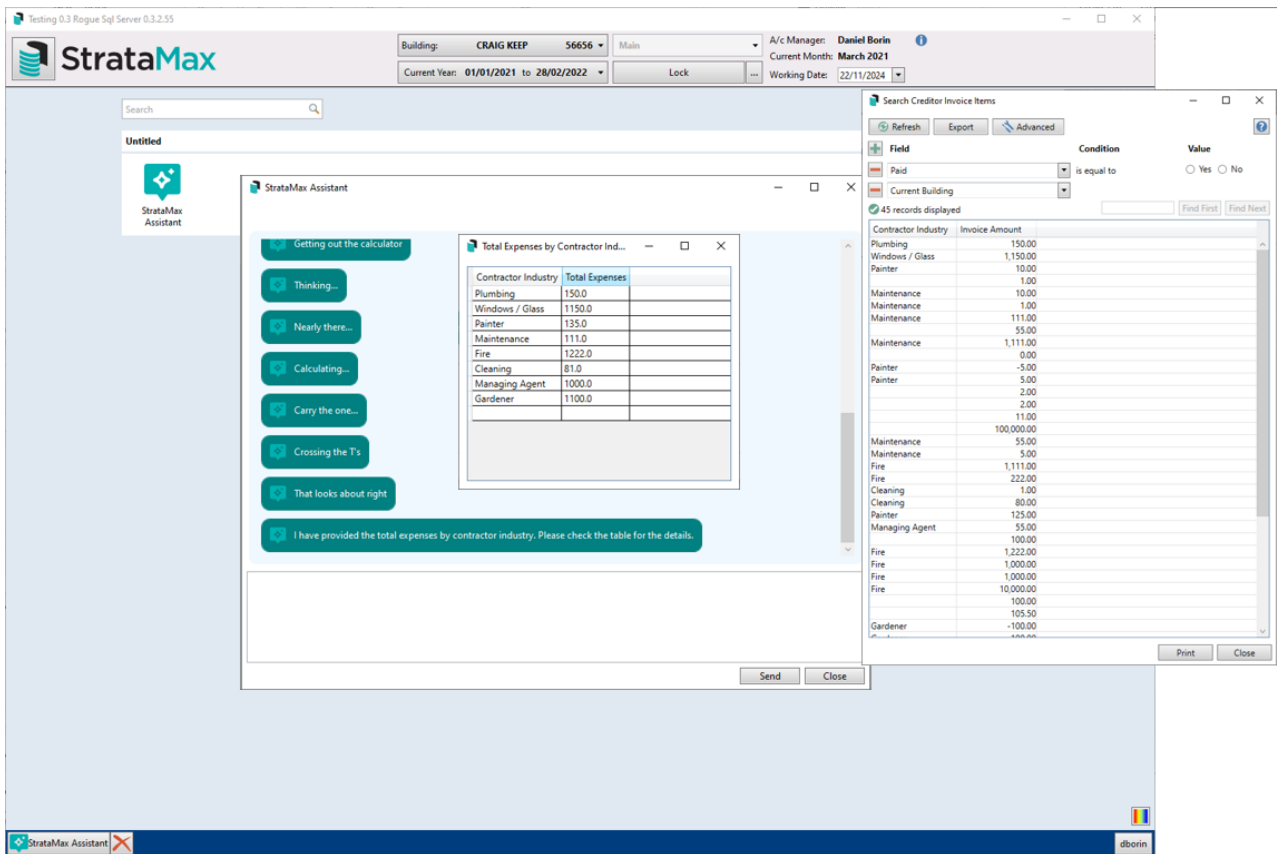 Testing 0.3 Rogue Sql Server 0.3.2.55
StrataMax
Building: CRAIG KEEP 56656
Main
A/c Manager: Daniel Borin
Current Month: March 2021
Current Year: 01/01/2021 to 28/02/2022
Lock
...
Working Date: 22/11/2024
Search
Untitled
StrataMax
Assistant
StrataMax Assistant
Getting out the calculator
Thinking...
Nearly there...
Calculating...
Carry the one...
Crossing the T's
That looks about right
I have provided the total expenses by contractor industry. Please check the table for the details.
Send Close
Total Expenses by Contractor Ind...
Contractor Industry Total Expenses
Plumbing 150.0
Windows / Glass 1150.0
Painter 135.0
Maintenance 111.0
Fire 1222.0
Cleaning 81.0
Managing Agent 1000.0
Gardener 1100.0
Search Creditor Invoice Items
Refresh Export Advanced
Field Condition Value
Paid is equal to Yes No
Current Building
45 records displayed Find First Find Next
Contractor Industry Invoice Amount
Plumbing 150.00
Windows / Glass 1,150.00
Painter 10.00
1.00
Maintenance 10.00
Maintenance 1.00
Maintenance 111.00
55.00
Maintenance 1,111.00
0.00
Painter -5.00
Painter 5.00
2.00
2.00
11.00
100,000.00
Maintenance 55.00
Maintenance 5.00
Fire 1,111.00
Fire 222.00
Cleaning 1.00
Cleaning 80.00
Painter 125.00
Managing Agent 55.00
100.00
Fire 1,222.00
Fire 1,000.00
Fire 1,000.00
Fire 10,000.00
100.00
105.50
Gardener -100.00
Print Close
StrataMax Assistant
dborin